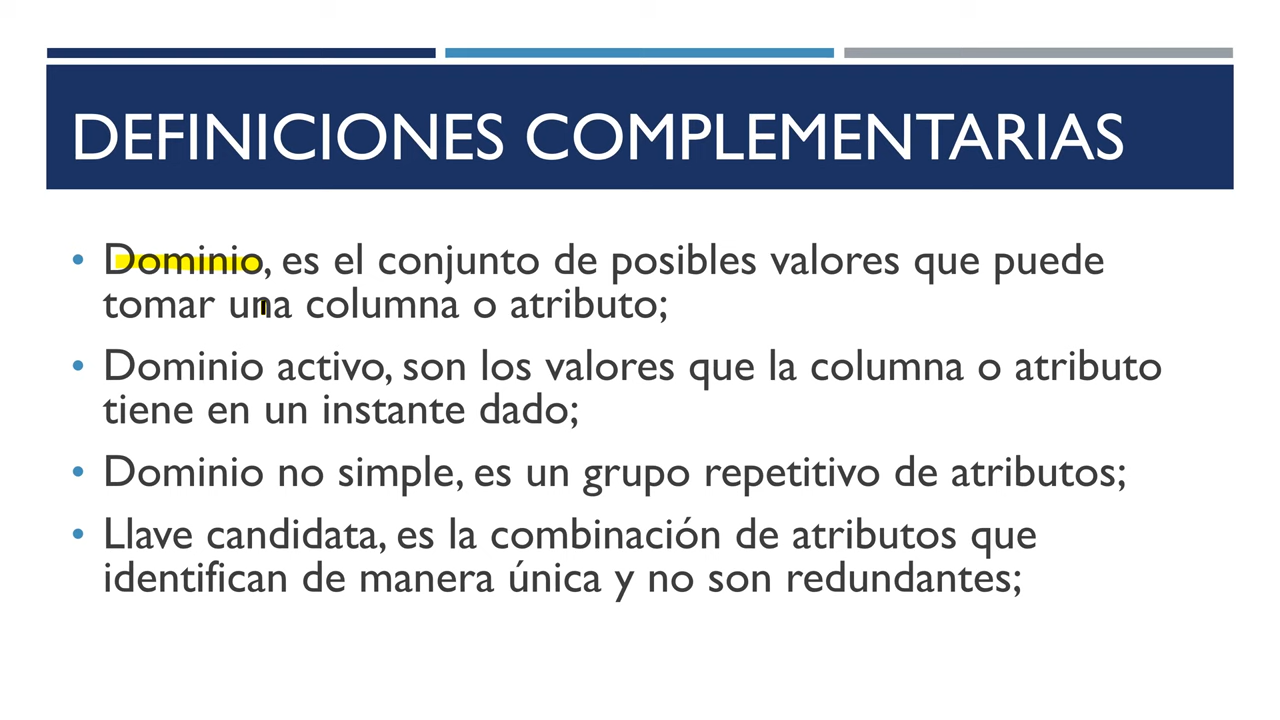 DEFINICIONES COMPLEMENTARIAS
• Dominio, es el conjunto de posibles valores que puede
tomar una columna o atributo;
• Dominio activo, son los valores que la columna o atributo
tiene en un instante dado;
• Dominio no simple, es un grupo repetitivo de atributos;
• Llave candidata, es la combinación de atributos que
identifican de manera única y no son redundantes;